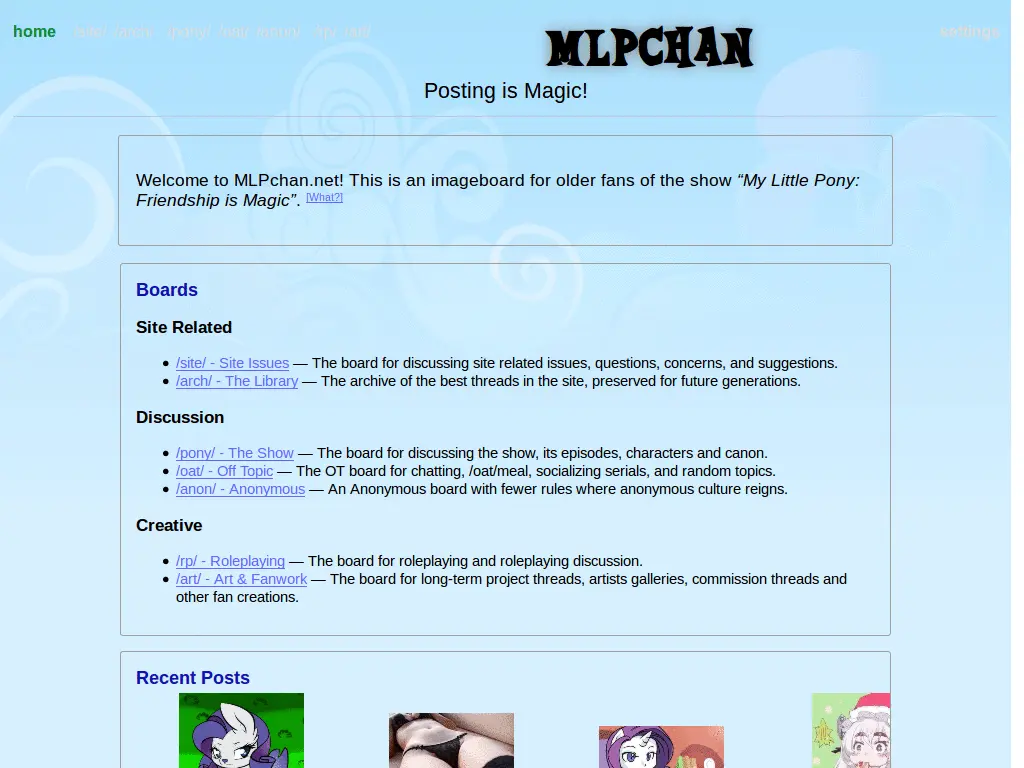 home /site/ /arch/ /pony/ /oat/ /anon/ /rp/ /art/ settings
MLPCHAN
Posting is Magic!
Welcome to MLPchan.net! This is an imageboard for older fans of the show “My Little Pony:
Friendship is Magic”. [What?]
Boards
Site Related
• /site/ - Site Issues — The board for discussing site related issues, questions, concerns, and suggestions.
• /arch/ - The Library — The archive of the best threads in the site, preserved for future generations.
Discussion
• /pony/ - The Show — The board for discussing the show, its episodes, characters and canon.
• /oat/ - Off Topic — The OT board for chatting, /oat/meal, socializing serials, and random topics.
• /anon/ - Anonymous — An Anonymous board with fewer rules where anonymous culture reigns.
Creative
• /rp/ - Roleplaying — The board for roleplaying and roleplaying discussion.
• /art/ - Art & Fanwork — The board for long-term project threads, artists galleries, commission threads and
other fan creations.
Recent Posts